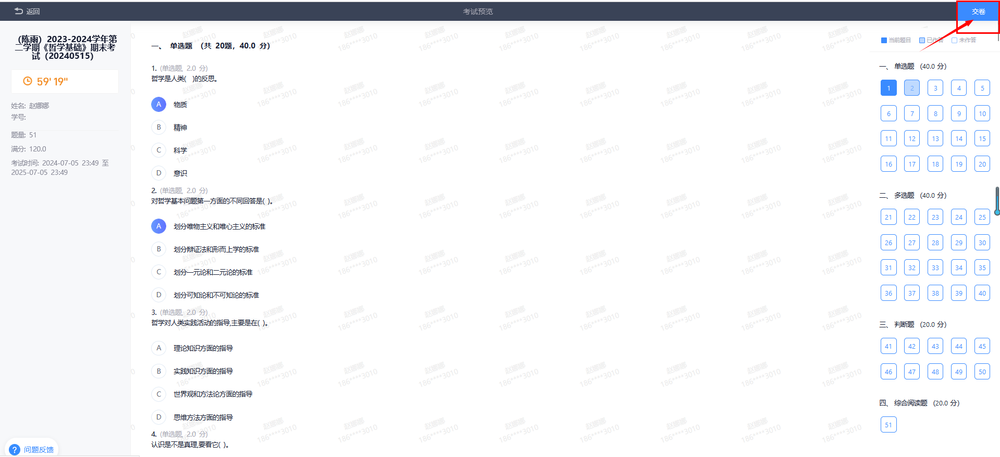 返回
考试预览
交卷
（陈雨）2023-2024学年第
二学期《哲学基础》期末考
试（20240515）
59' 19"
姓名: 赵娜娜
学号:
题量: 51
满分: 120.0
考试时间: 2024-07-05 23:49 至
2025-07-05 23:49
问题反馈
一、 单选题 （共 20题，40.0 分）
1. (单选题, 2.0 分)
哲学是人类( )的反思。
A 物质
B 精神
C 科学
D 意识
2. (单选题, 2.0 分)
对哲学基本问题第一方面的不同回答是( )。
A 划分唯物主义和唯心主义的标准
B 划分辩证法和形而上学的标准
C 划分一元论和二元论的标准
D 划分可知论和不可知论的标准
3. (单选题, 2.0 分)
哲学对人类实践活动的指导,主要是在( )。
A 理论知识方面的指导
B 实践知识方面的指导
C 世界观和方法论方面的指导
D 思维方法方面的指导
4. (单选题, 2.0 分)
认识是不是真理,要看它( )。
当前题目 已作答 未作答
一、 单选题 (40.0 分)
1 2 3 4 5
6 7 8 9 10
11 12 13 14 15
16 17 18 19 20
二、 多选题 (40.0 分)
21 22 23 24 25
26 27 28 29 30
31 32 33 34 35
36 37 38 39 40
三、 判断题 (20.0 分)
41 42 43 44 45
46 47 48 49 50
四、 综合阅读题 (20.0 分)
51
赵娜娜
186****3010